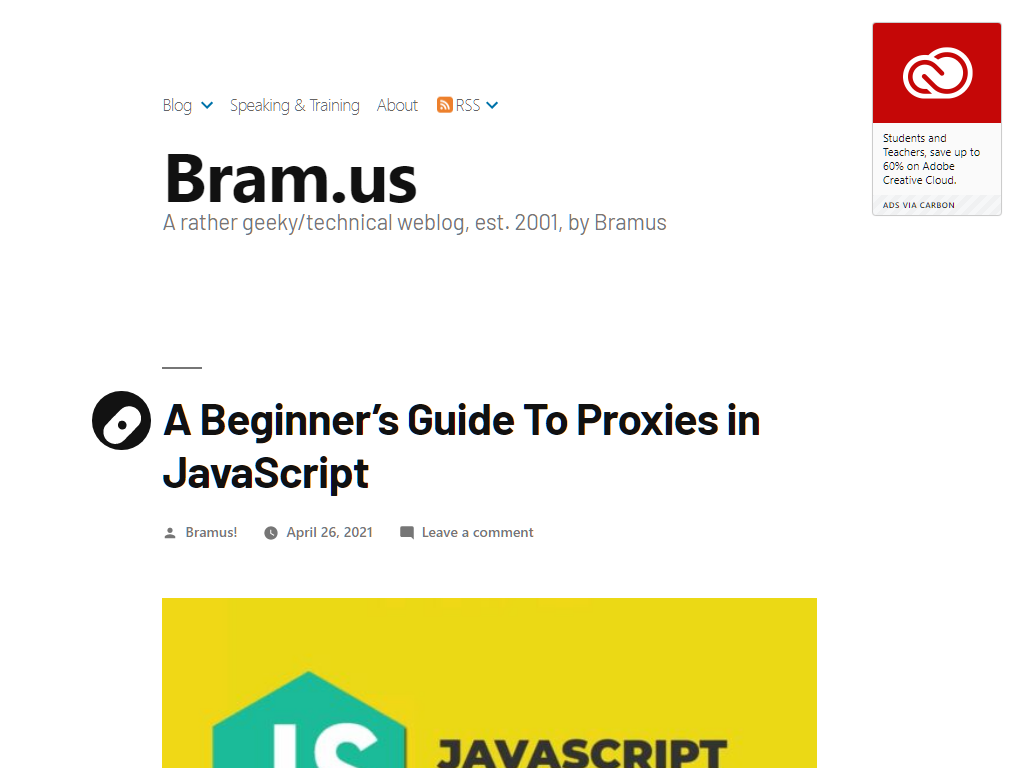 Blog Speaking & Training About RSS
Bram.us
A rather geeky/technical weblog, est. 2001, by Bramus
Students and
Teachers, save up to
60% on Adobe
Creative Cloud.
ADS VIA CARBON
A Beginner’s Guide To Proxies in
JavaScript
Bramus! April 26, 2021 Leave a comment
JS JAVASCRIPT